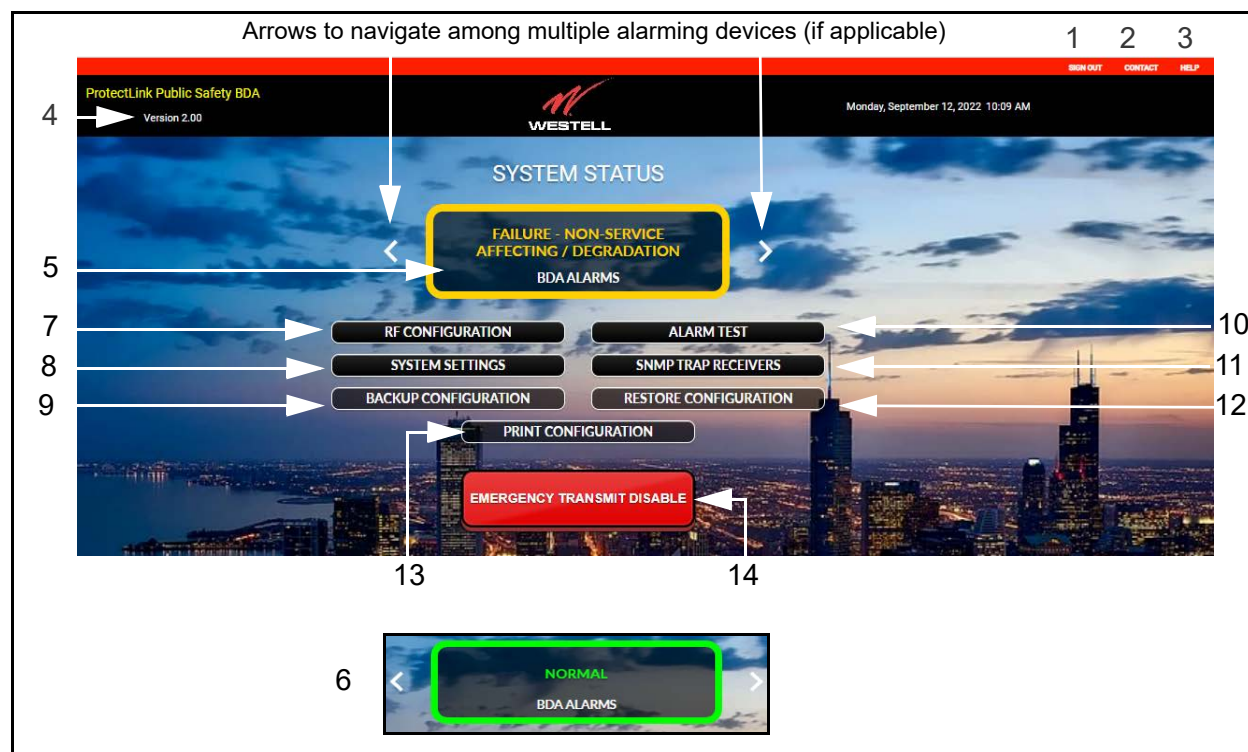 Arrows to navigate among multiple alarming devices (if applicable)
1 2 3
SIGN OUT CONTACT HELP
ProtectLink Public Safety BDA
4 Version 2.00
WESTELL
Monday, September 12, 2022 10:09 AM
SYSTEM STATUS
FAILURE - NON-SERVICE
AFFECTING / DEGRADATION
5 BDA ALARMS
7 RF CONFIGURATION ALARM TEST 10
8 SYSTEM SETTINGS SNMP TRAP RECEIVERS 11
9 BACKUP CONFIGURATION RESTORE CONFIGURATION 12
PRINT CONFIGURATION
EMERGENCY TRANSMIT DISABLE
13 14
NORMAL
6 BDA ALARMS